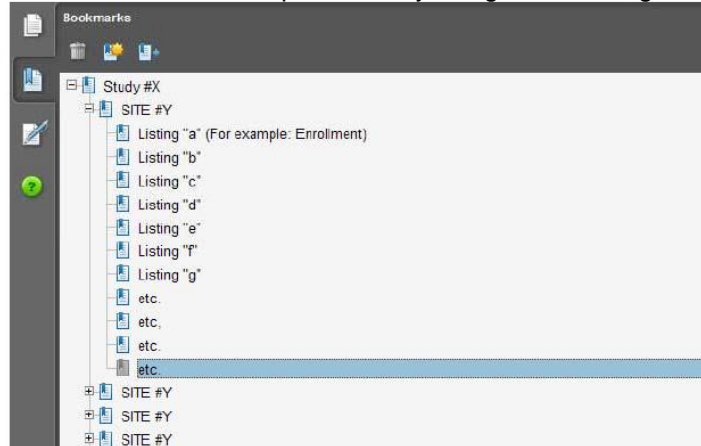 Bookmarks
Study #X
SITE #Y
Listing "a" (For example: Enrollment)
Listing "b"
Listing "c"
Listing "d"
Listing "e"
Listing "f"
Listing "g"
etc.
etc,
etc.
etc.
SITE #Y
SITE #Y
SITE #Y